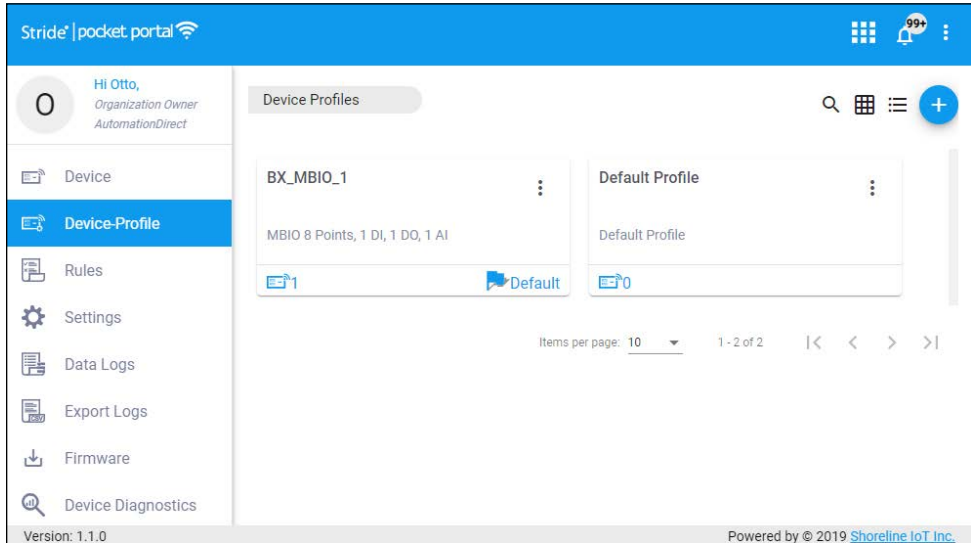 Stride® | pocket portal
99+
O
Hi Otto,
Organization Owner
AutomationDirect
Device
Device-Profile
Rules
Settings
Data Logs
Export Logs
CSV
Firmware
Device Diagnostics
Device Profiles
+
BX_MBIO_1
MBIO 8 Points, 1 DI, 1 DO, 1 AI
1
Default
Default Profile
Default Profile
0
Items per page: 10
1 - 2 of 2
Version: 1.1.0
Powered by © 2019 Shoreline IoT Inc.